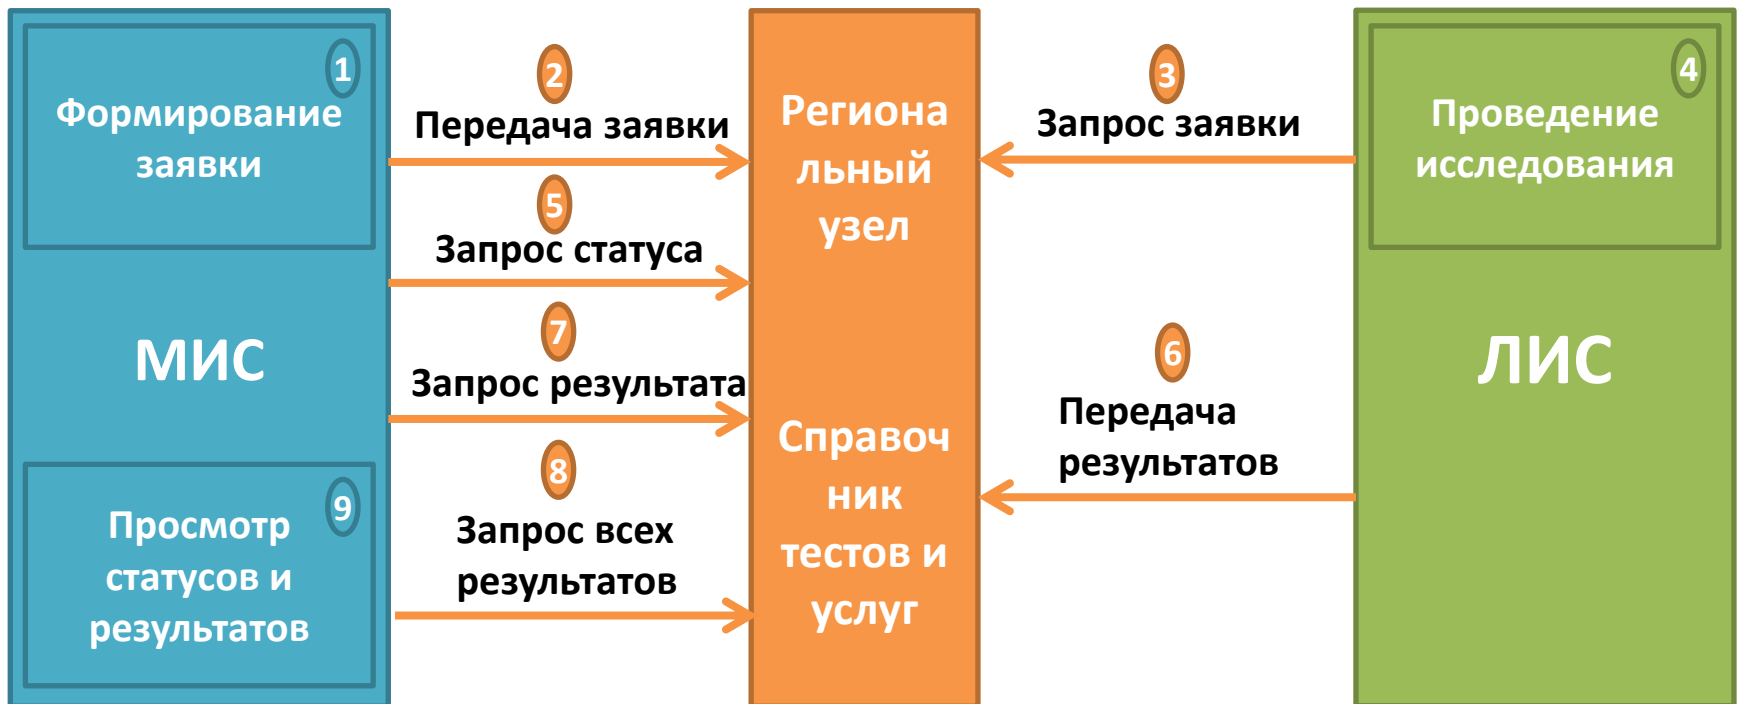 1
Формирование
заявки
МИС
9
Просмотр
статусов и
результатов
2
Передача заявки
5
Запрос статуса
7
Запрос результата
8
Запрос всех
результатов
Региона
льный
узел
Справоч
ник
тестов и
услуг
3
Запрос заявки
6
Передача
результатов
4
Проведение
исследования
ЛИС